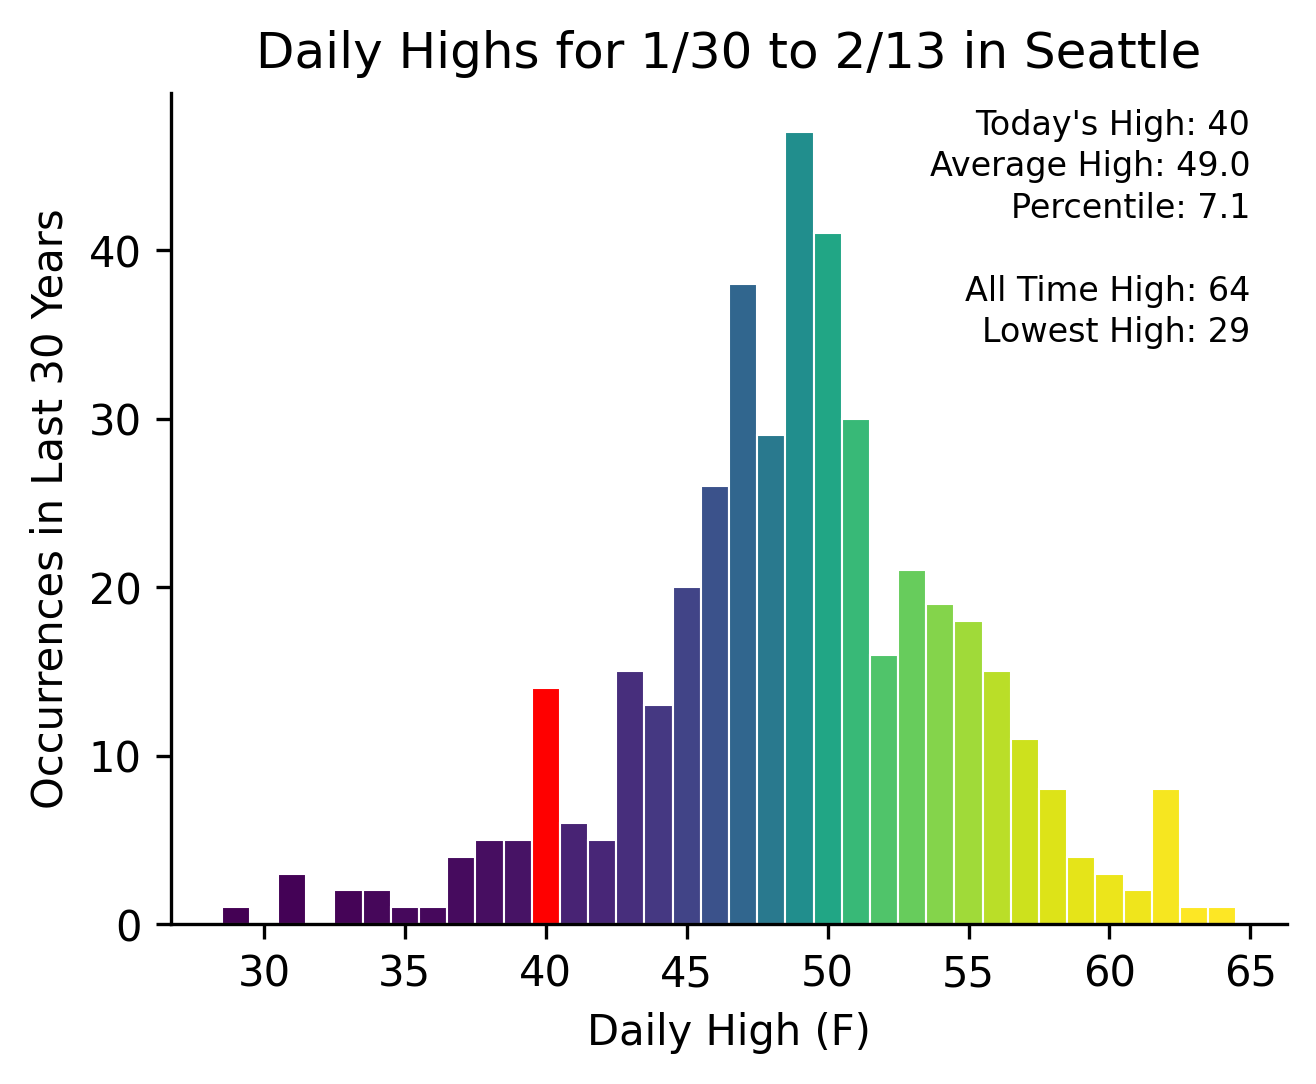 Daily Highs for 1/30 to 2/13 in Seattle
Today's High: 40
Average High: 49.0
Percentile: 7.1
All Time High: 64
Lowest High: 29
Occurrences in Last 30 Years
40
30
20
10
0
30 35 40 45 50 55 60 65
Daily High (F)